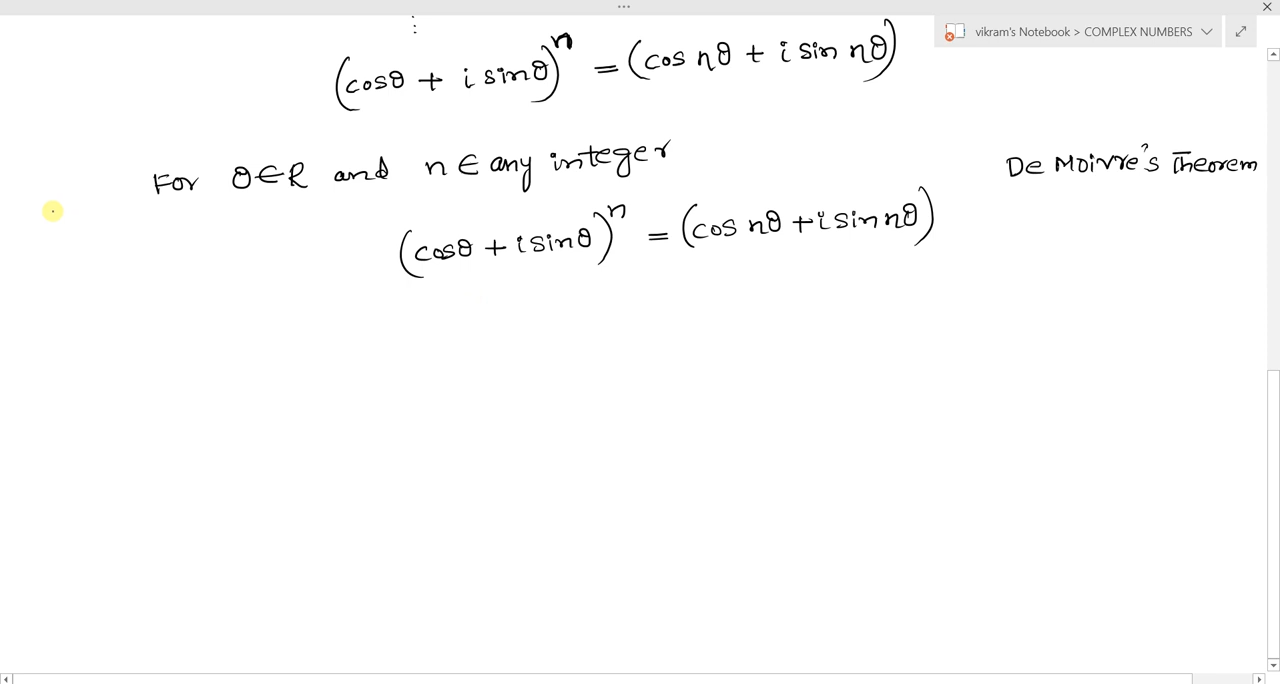 vikram's Notebook > COMPLEX NUMBERS
(cosθ + i sinθ)ⁿ = (cos nθ + i sin nθ)
For θ∈R and n∈ any integer
De Moivre's Theorem
(cosθ + i sinθ)ⁿ = (cos nθ + i sin nθ)